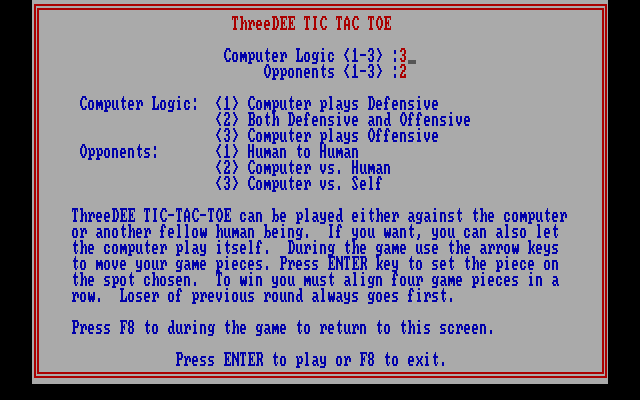 ThreeDEE TIC TAC TOE
Computer Logic <1-3> :3_
Opponents <1-3> :2
Computer Logic: <1> Computer plays Defensive
<2> Both Defensive and Offensive
<3> Computer plays Offensive
Opponents: <1> Human to Human
<2> Computer vs. Human
<3> Computer vs. Self
ThreeDEE TIC-TAC-TOE can be played either against the computer
or another fellow human being. If you want, you can also let
the computer play itself. During the game use the arrow keys
to move your game pieces. Press ENTER key to set the piece on
the spot chosen. To win you must align four game pieces in a
row. Loser of previous round always goes first.
Press F8 to during the game to return to this screen.
Press ENTER to play or F8 to exit.